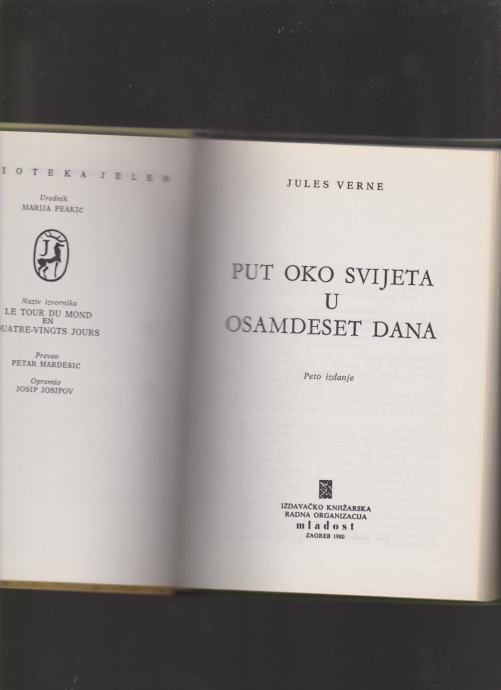 IOTEKA JELEN
Urednik
MARIJA PEAKIĆ
J
Naziv izvornika
LE TOUR DU MOND
EN
QUATRE-VINGTS JOURS
Preveo
PETAR MARDEŠIĆ
Opremio
JOSIP JOSIPOV
JULES VERNE
PUT OKO SVIJETA
U
OSAMDESET DANA
Peto izdanje
IZDAVAČKO KNJIŽARSKA
RADNA ORGANIZACIJA
mladost
ZAGREB 1980